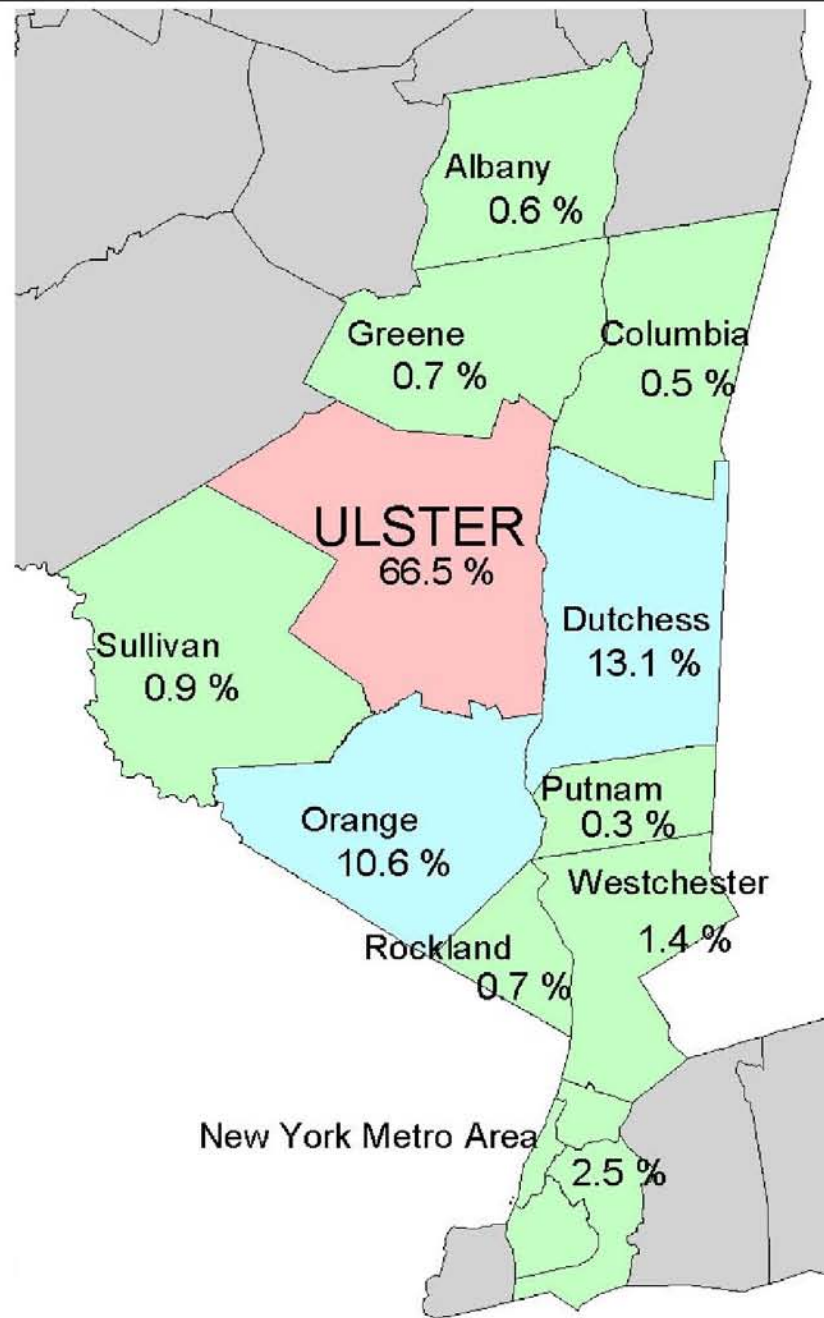 Albany
0.6 %
Greene
0.7 %
Columbia
0.5 %
ULSTER
66.5 %
Dutchess
13.1 %
Sullivan
0.9 %
Putnam
0.3 %
Orange
10.6 %
Westchester
1.4 %
Rockland
0.7 %
New York Metro Area
2.5 %